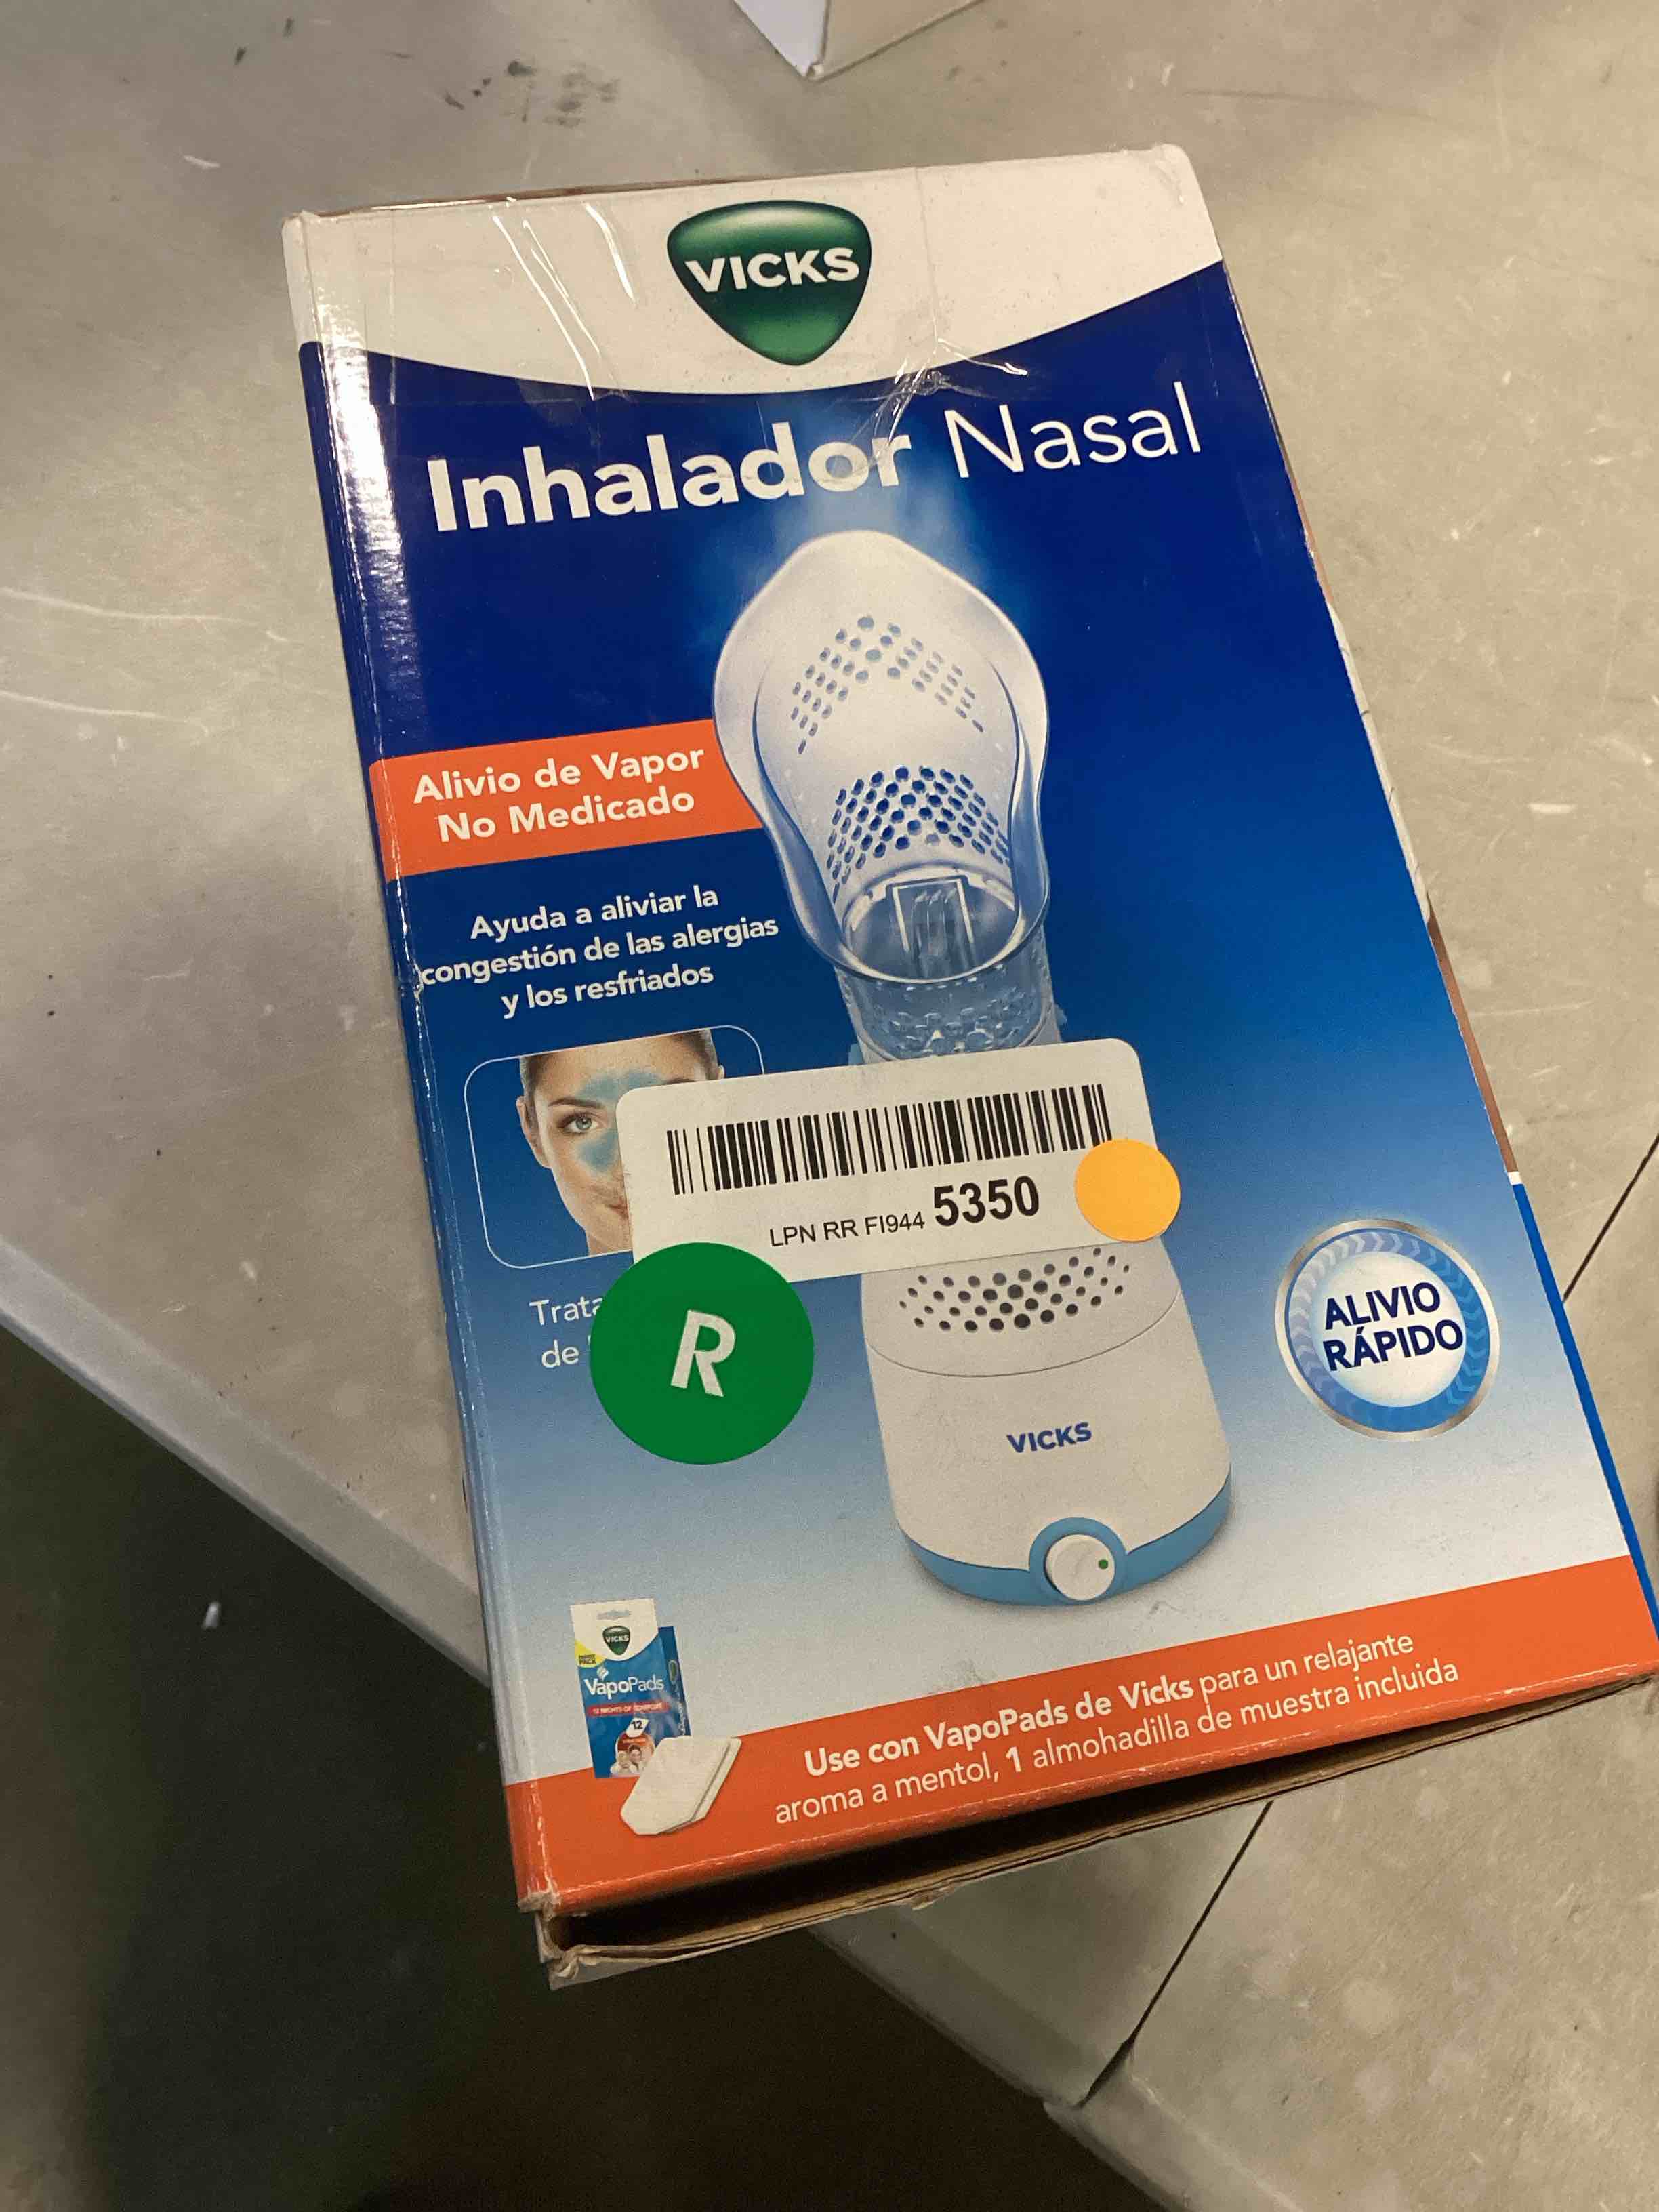 VICKS
Inhalador Nasal
Alivio de Vapor
No Medicado
Ayuda a aliviar la
congestión de las alergias
y los resfriados
LPN RR FI944 5350
de
R
ALIVIO
RÁPIDO
VICKS
VICKS
VapoPads
12
Use con VapoPads de Vicks para un relajante
aroma a mentol, 1 almohadilla de muestra incluida